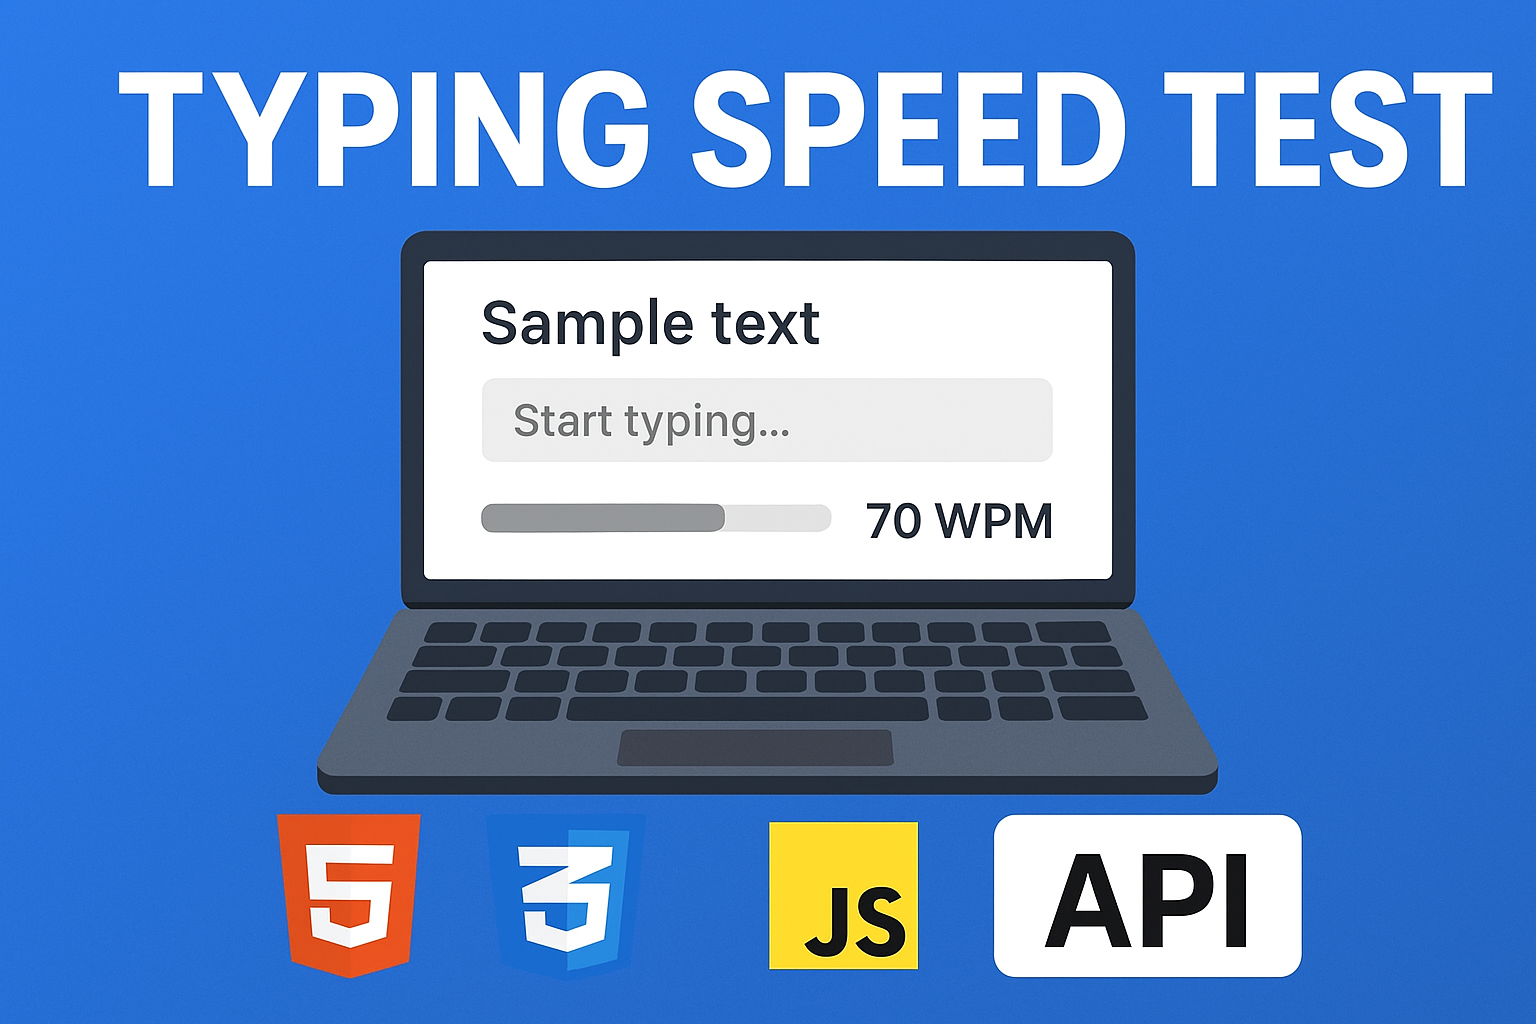 TYPING SPEED TEST
Sample text
Start typing...
70 WPM
5 3 JS API